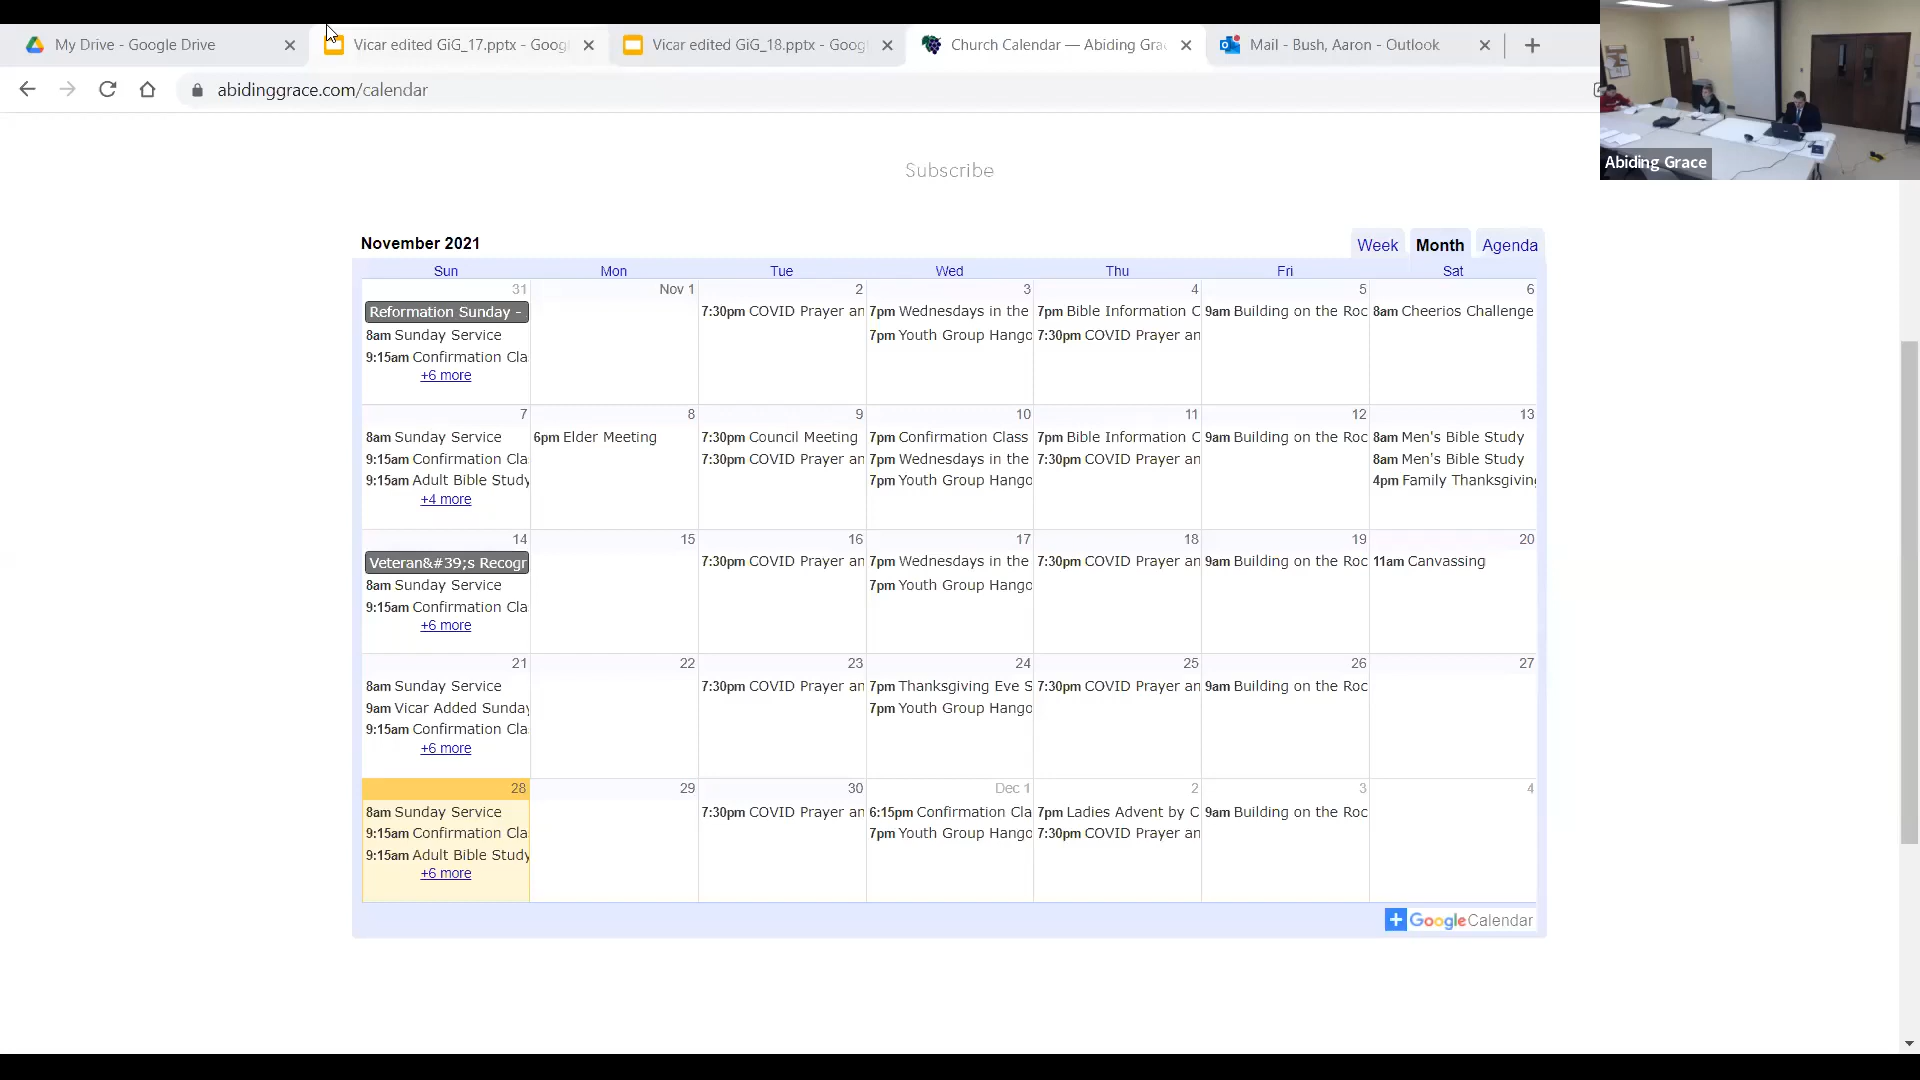 My Drive - Google Drive
Vicar edited GiG_17.pptx - Goog
Vicar edited GiG_18.pptx - Goog
Church Calendar — Abiding Gra
Mail - Bush, Aaron - Outlook
abidinggrace.com/calendar
Abiding Grace
Subscribe
November 2021
Week Month Agenda
Sun Mon Tue Wed Thu Fri Sat
31 Nov 1 2 3 4 5 6
Reformation Sunday -
8am Sunday Service
9:15am Confirmation Cla
+6 more
7:30pm COVID Prayer an
7pm Wednesdays in the
7pm Youth Group Hango
7pm Bible Information C
7:30pm COVID Prayer an
9am Building on the Roc
8am Cheerios Challenge
7 8 9 10 11 12 13
8am Sunday Service
9:15am Confirmation Cla
9:15am Adult Bible Study
+4 more
6pm Elder Meeting
7:30pm Council Meeting
7:30pm COVID Prayer an
7pm Confirmation Class
7pm Wednesdays in the
7pm Youth Group Hango
7pm Bible Information C
7:30pm COVID Prayer an
9am Building on the Roc
8am Men's Bible Study
8am Men's Bible Study
4pm Family Thanksgiving
14 15 16 17 18 19 20
Veteran&#39;s Recogr
8am Sunday Service
9:15am Confirmation Cla
+6 more
7:30pm COVID Prayer an
7pm Wednesdays in the
7pm Youth Group Hango
7:30pm COVID Prayer an
9am Building on the Roc
11am Canvassing
21 22 23 24 25 26 27
8am Sunday Service
9am Vicar Added Sunday
9:15am Confirmation Cla
+6 more
7:30pm COVID Prayer an
7pm Thanksgiving Eve S
7pm Youth Group Hango
7:30pm COVID Prayer an
9am Building on the Roc
28 29 30 Dec 1 2 3 4
8am Sunday Service
9:15am Confirmation Cla
9:15am Adult Bible Study
+6 more
7:30pm COVID Prayer an
6:15pm Confirmation Cla
7pm Youth Group Hango
7pm Ladies Advent by C
7:30pm COVID Prayer an
9am Building on the Roc
+ GoogleCalendar